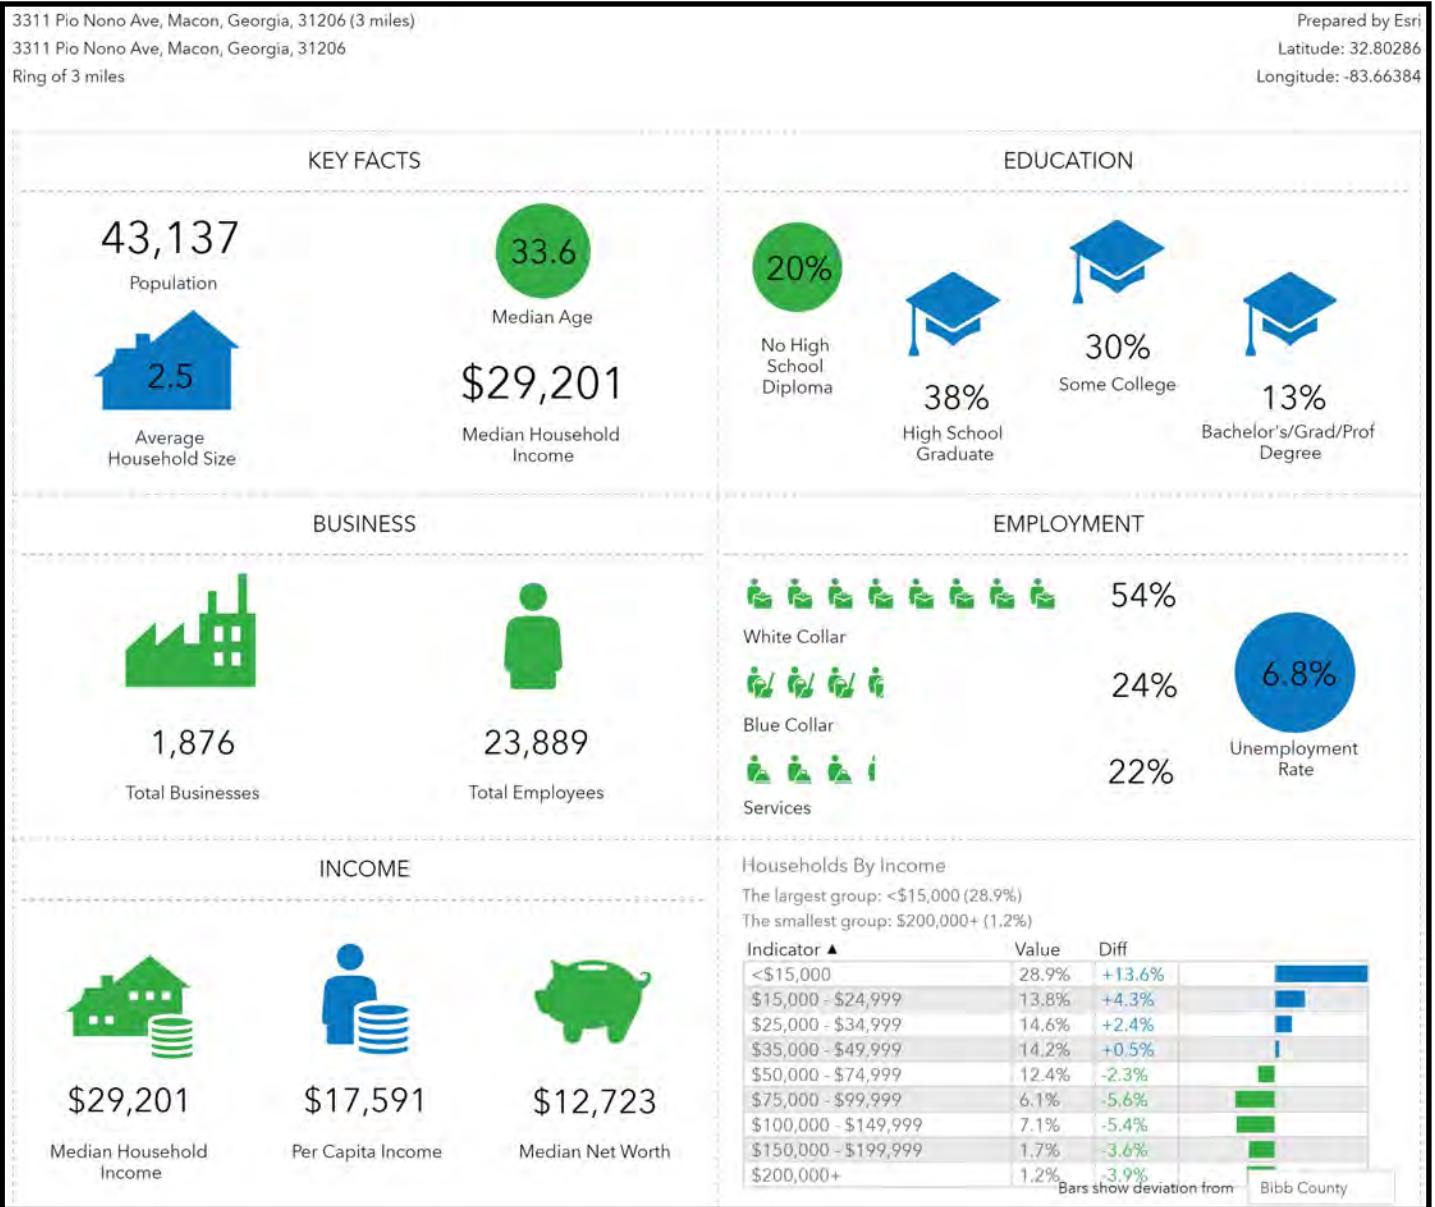 3311 Pio Nono Ave, Macon, Georgia, 31206 (3 miles)
3311 Pio Nono Ave, Macon, Georgia, 31206
Ring of 3 miles
Prepared by Esri
Latitude: 32.80286
Longitude: -83.66384
KEY FACTS
43,137
Population
33.6
Median Age
2.5
Average
Household Size
$29,201
Median Household
Income
EDUCATION
20%
No High
School
Diploma
38%
High School
Graduate
30%
Some College
13%
Bachelor's/Grad/Prof
Degree
BUSINESS
1,876
Total Businesses
23,889
Total Employees
EMPLOYMENT
54%
White Collar
24%
Blue Collar
22%
Services
6.8%
Unemployment
Rate
INCOME
$29,201
Median Household
Income
$17,591
Per Capita Income
$12,723
Median Net Worth
Households By Income
The largest group: <$15,000 (28.9%)
The smallest group: $200,000+ (1.2%)
Indicator ▲ Value Diff
<$15,000 28.9% +13.6%
$15,000 - $24,999 13.8% +4.3%
$25,000 - $34,999 14.6% +2.4%
$35,000 - $49,999 14.2% +0.5%
$50,000 - $74,999 12.4% -2.3%
$75,000 - $99,999 6.1% -5.6%
$100,000 - $149,999 7.1% -5.4%
$150,000 - $199,999 1.7% -3.6%
$200,000+ 1.2% -3.9%
Bars show deviation from Bibb County